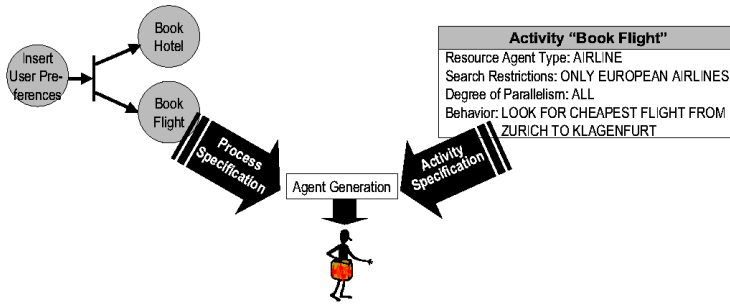 Insert
User Pre-
ferences
Book
Hotel
Book
Flight
Process
Specification
Activity “Book Flight”
Resource Agent Type: AIRLINE
Search Restrictions: ONLY EUROPEAN AIRLINES
Degree of Parallelism: ALL
Behavior: LOOK FOR CHEAPEST FLIGHT FROM
ZURICH TO KLAGENFURT
Activity
Specification
Agent Generation